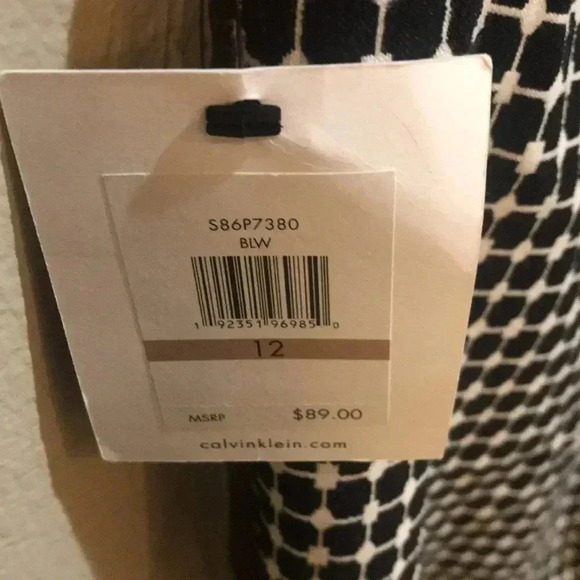 S86P7380
BLW
1 92351 96985 0
12
MSRP $89.00
calvinklein.com